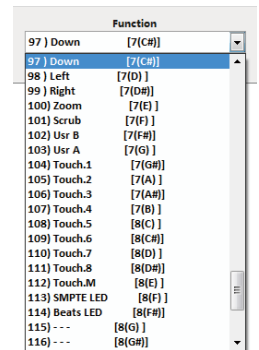 Function
97 ) Down [7(C#)]
97 ) Down [7(C#)]
98 ) Left [7(D) ]
99 ) Right [7(D#)]
100) Zoom [7(E) ]
101) Scrub [7(F) ]
102) Usr B [7(F#)]
103) Usr A [7(G) ]
104) Touch.1 [7(G#)]
105) Touch.2 [7(A) ]
106) Touch.3 [7(A#)]
107) Touch.4 [7(B) ]
108) Touch.5 [8(C) ]
109) Touch.6 [8(C#)]
110) Touch.7 [8(D) ]
111) Touch.8 [8(D#)]
112) Touch.M [8(E) ]
113) SMPTE LED [8(F) ]
114) Beats LED [8(F#)]
115) - - - [8(G) ]
116) - - - [8(G#)]